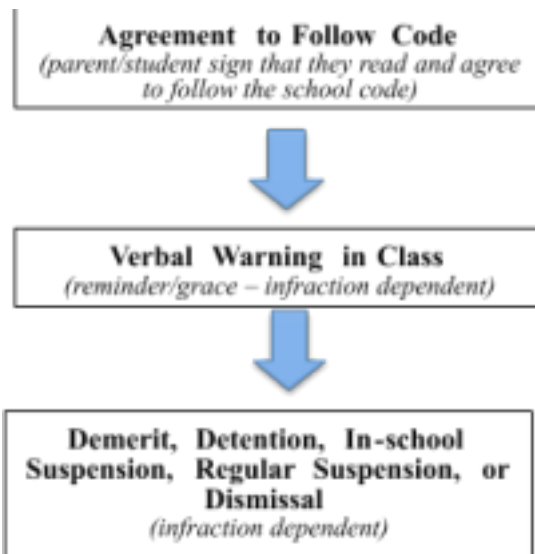 Agreement to Follow Code
(parent/student sign that they read and agree
to follow the school code)
Verbal Warning in Class
(reminder/grace – infraction dependent)
Demerit, Detention, In-school
Suspension, Regular Suspension, or
Dismissal
(infraction dependent)